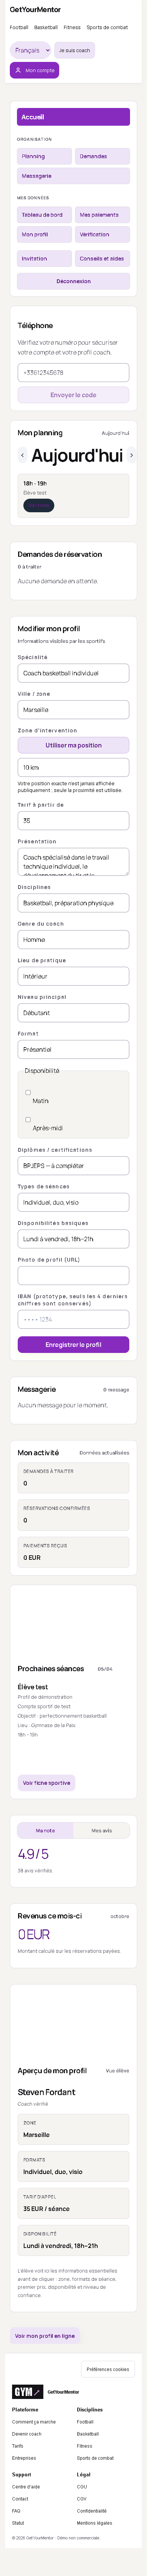 GetYourMentor
Football Basketball Fitness Sports de combat
Français Je suis coach
Mon compte
Accueil
ORGANISATION
Planning Demandes
Messagerie
MES DONNÉES
Tableau de bord Mes paiements
Mon profil Vérification
Invitation Conseils et aides
Déconnexion
Téléphone
Vérifiez votre numéro pour sécuriser
votre compte et votre profil coach.
+33612345678
Envoyer le code
Mon planning Aujourd'hui
‹ Aujourd'hui ›
18h - 19h
Élève test
Demandes de réservation
0 à traiter
Aucune demande en attente.
Modifier mon profil
Informations visibles par les sportifs
Spécialité
Coach basketball individuel
Ville / zone
Marseille
Zone d'intervention
Utiliser ma position
10 km
Votre position exacte n'est jamais affichée
publiquement ; seule la proximité est utilisée.
Tarif à partir de
35
Présentation
Coach spécialisé dans le travail
technique individuel, le
Disciplines
Basketball, préparation physique
Genre du coach
Homme
Lieu de pratique
Intérieur
Niveau principal
Débutant
Format
Présentiel
Disponibilité
Matin
Après-midi
Diplômes / certifications
BPJEPS — à compléter
Types de séances
Individuel, duo, visio
Disponibilités basiques
Lundi à vendredi, 18h–21h
Photo de profil (URL)
IBAN (prototype, seuls les 4 derniers
chiffres sont conservés)
•••• 1234
Enregistrer le profil
Messagerie 0 message
Aucun message pour le moment.
Mon activité Données actualisées
DEMANDES À TRAITER
0
RÉSERVATIONS CONFIRMÉES
0
PAIEMENTS REÇUS
0 EUR
Prochaines séances 05/04
Élève test
Profil de démonstration
Compte sportif de test
Objectif : perfectionnement basketball
Lieu : Gymnase de la Paix
18h - 19h
Voir fiche sportive
Ma note Mes avis
4.9/5
38 avis vérifiés
Revenus ce mois-ci octobre
0 EUR
Montant calculé sur les réservations payées.
Aperçu de mon profil Vue élève
Steven Fordant
Coach vérifié
ZONE
Marseille
FORMATS
Individuel, duo, visio
TARIF D'APPEL
35 EUR / séance
DISPONIBILITÉ
Lundi à vendredi, 18h–21h
L'élève voit ici les informations essentielles
avant de cliquer : zone, formats de séance,
premier prix, disponibilité et niveau de
confiance.
Voir mon profil en ligne
Préférences cookies
GYM GetYourMentor
Plateforme Disciplines
Comment ça marche Football
Devenir coach Basketball
Tarifs Fitness
Entreprises Sports de combat
Support Légal
Centre d'aide CGU
Contact CGV
FAQ Confidentialité
Statut Mentions légales
© 2026 GetYourMentor · Démo non commerciale.